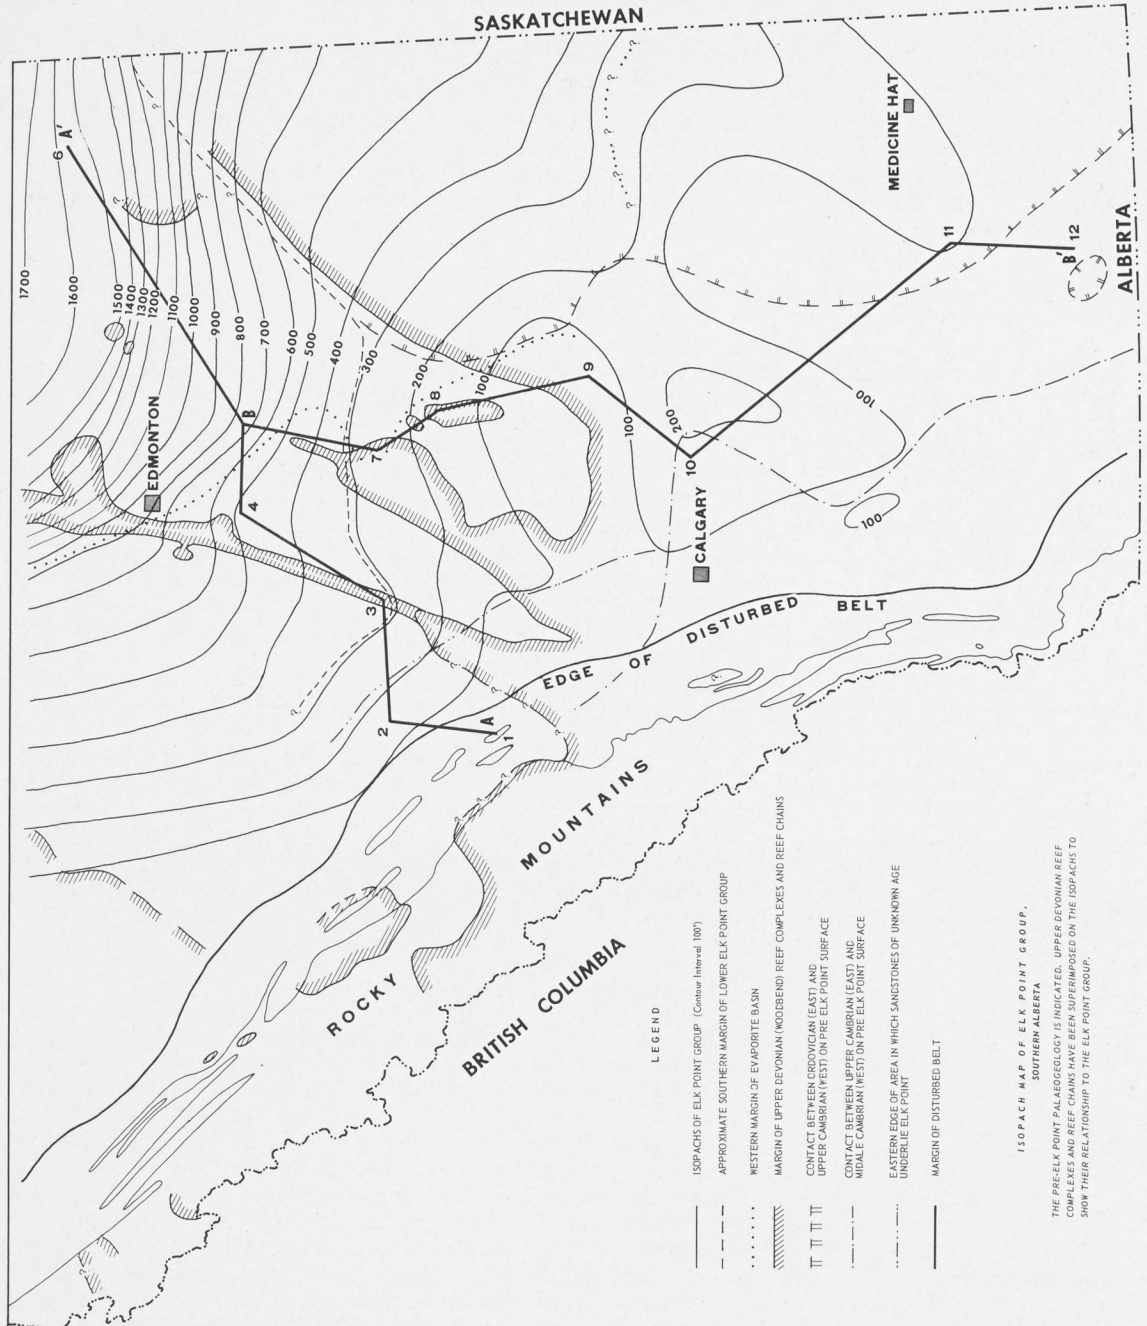 SASKATCHEWAN
6
A'
1700
1600
1500
1400
1300
1200
1100
1000
900
800
700
600
500
400
300
200
100
EDMONTON
B
4
3
2
A
1
7
8
9
10
11
B'
12
MEDICINE HAT
ALBERTA
100
200
100
100
CALGARY
EDGE OF DISTURBED BELT
ROCKY MOUNTAINS
BRITISH COLUMBIA
LEGEND
ISOPACHS OF ELK POINT GROUP (Contour Interval 100')
APPROXIMATE SOUTHERN MARGIN OF LOWER ELK POINT GROUP
WESTERN MARGIN OF EVAPORITE BASIN
MARGIN OF UPPER DEVONIAN (WOODBEND) REEF COMPLEXES AND REEF CHAINS
CONTACT BETWEEN ORDOVICIAN (EAST) AND
UPPER CAMBRIAN (WEST) ON PRE ELK POINT SURFACE
CONTACT BETWEEN UPPER CAMBRIAN (EAST) AND
MIDALE CAMBRIAN (WEST) ON PRE ELK POINT SURFACE
EASTERN EDGE OF AREA IN WHICH SANDSTONES OF UNKNOWN AGE
UNDERLIE ELK POINT
MARGIN OF DISTURBED BELT
ISOPACH MAP OF ELK POINT GROUP,
SOUTHERN ALBERTA
THE PRE-ELK POINT PALAEOGEOLOGY IS INDICATED. UPPER DEVONIAN REEF
COMPLEXES AND REEF CHAINS HAVE BEEN SUPERIMPOSED ON THE ISOPACHS TO
SHOW THEIR RELATIONSHIP TO THE ELK POINT GROUP.